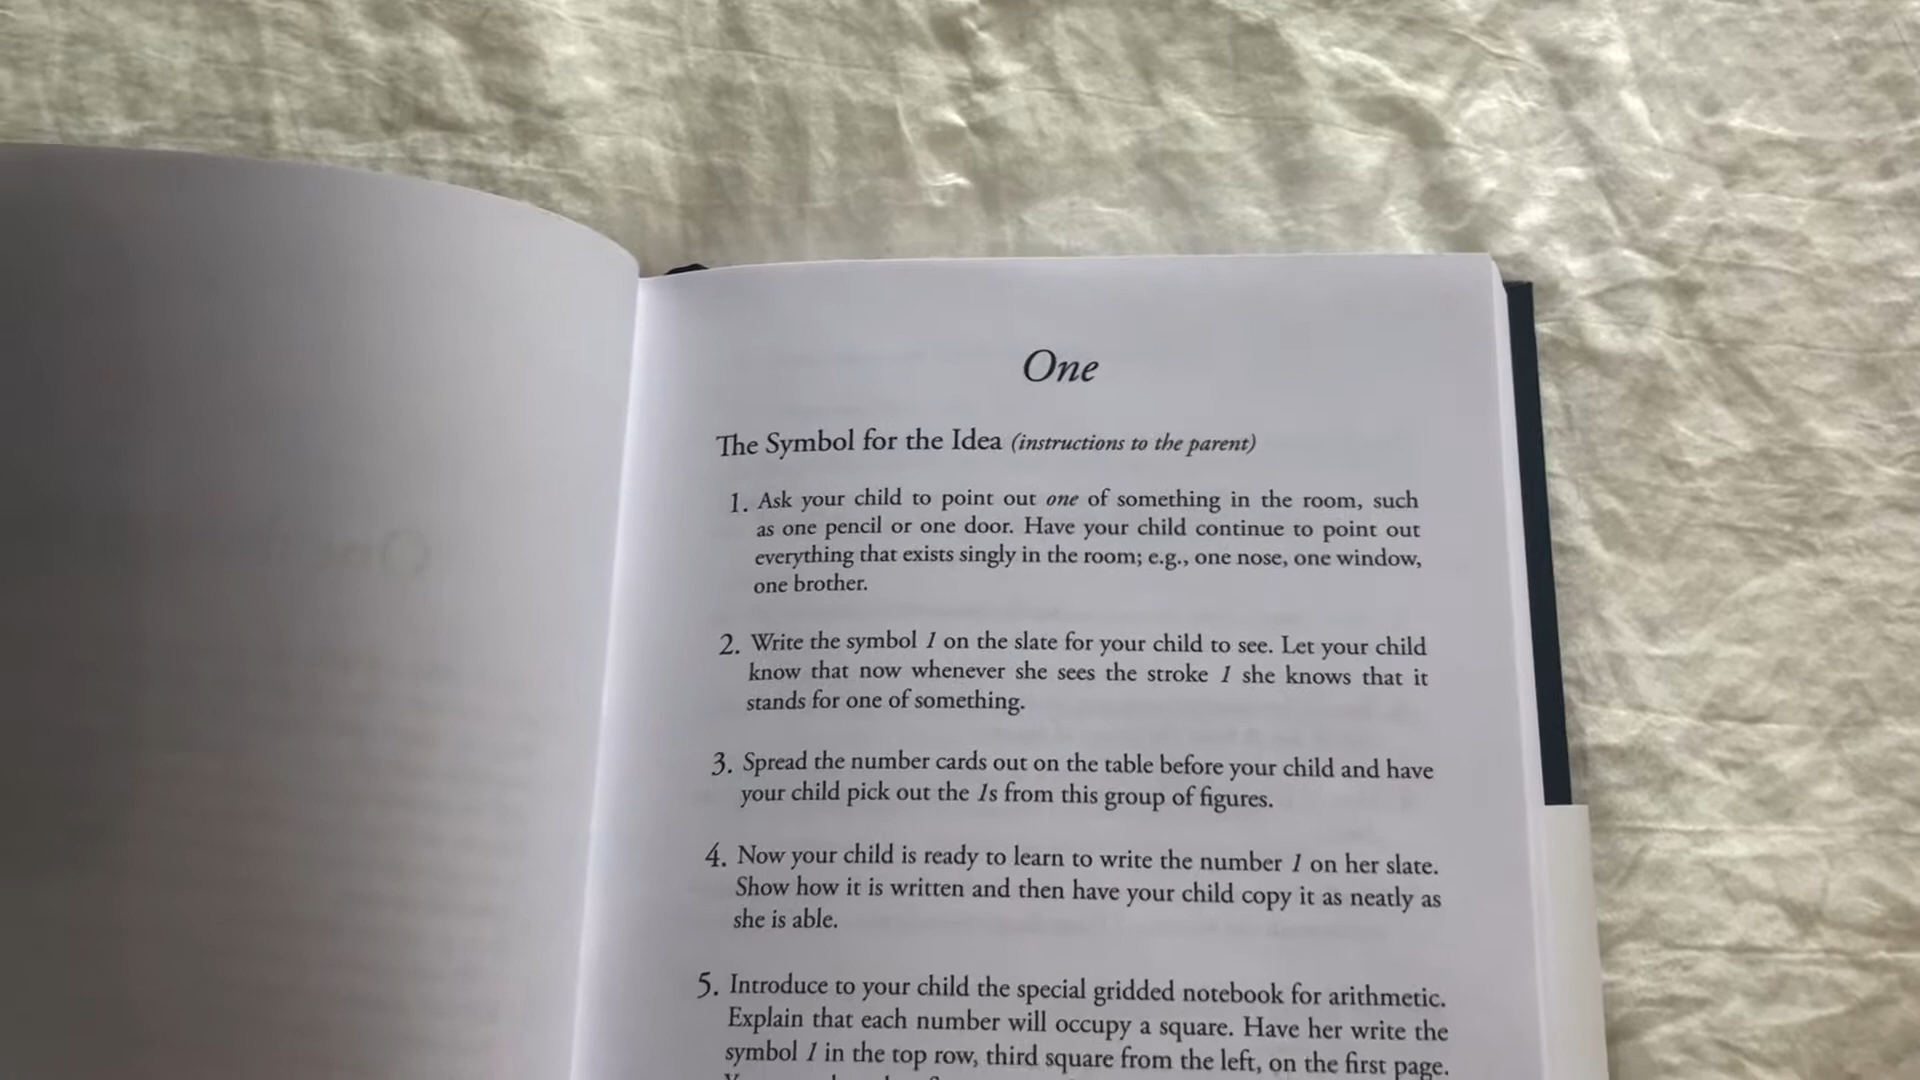 One
The Symbol for the Idea (instructions to the parent)
1. Ask your child to point out one of something in the room, such
as one pencil or one door. Have your child continue to point out
everything that exists singly in the room; e.g., one nose, one window,
one brother.
2. Write the symbol 1 on the slate for your child to see. Let your child
know that now whenever she sees the stroke 1 she knows that it
stands for one of something.
3. Spread the number cards out on the table before your child and have
your child pick out the 1s from this group of figures.
4. Now your child is ready to learn to write the number 1 on her slate.
Show how it is written and then have your child copy it as neatly as
she is able.
5. Introduce to your child the special gridded notebook for arithmetic.
Explain that each number will occupy a square. Have her write the
symbol 1 in the top row, third square from the left, on the first page.